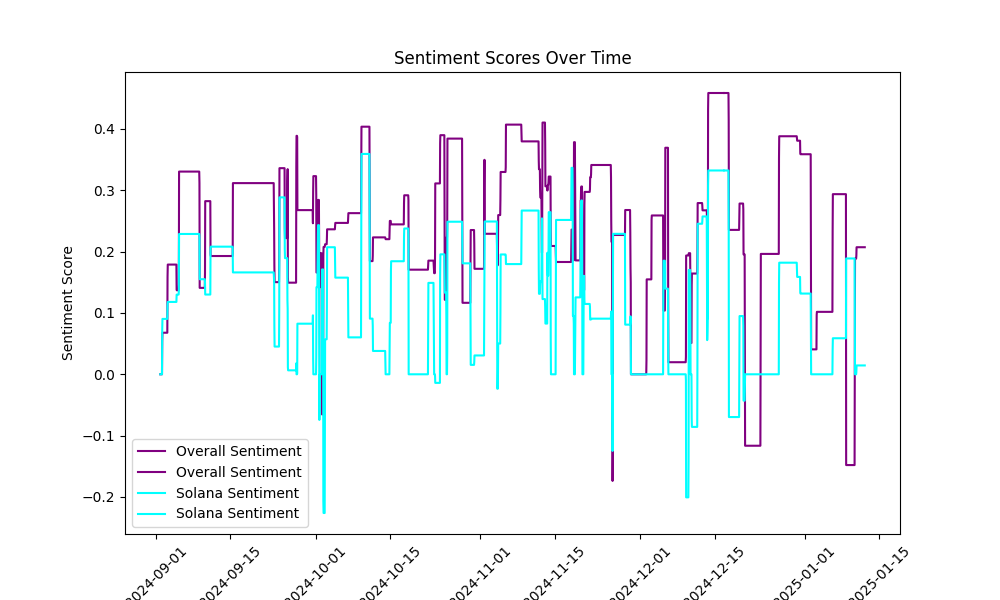 Sentiment Scores Over Time
Sentiment Score
0.4
0.3
0.2
0.1
0.0
−0.1
−0.2
Overall Sentiment
Overall Sentiment
Solana Sentiment
Solana Sentiment
2024-09-01
2024-09-15
2024-10-01
2024-10-15
2024-11-01
2024-11-15
2024-12-01
2024-12-15
2025-01-01
2025-01-15